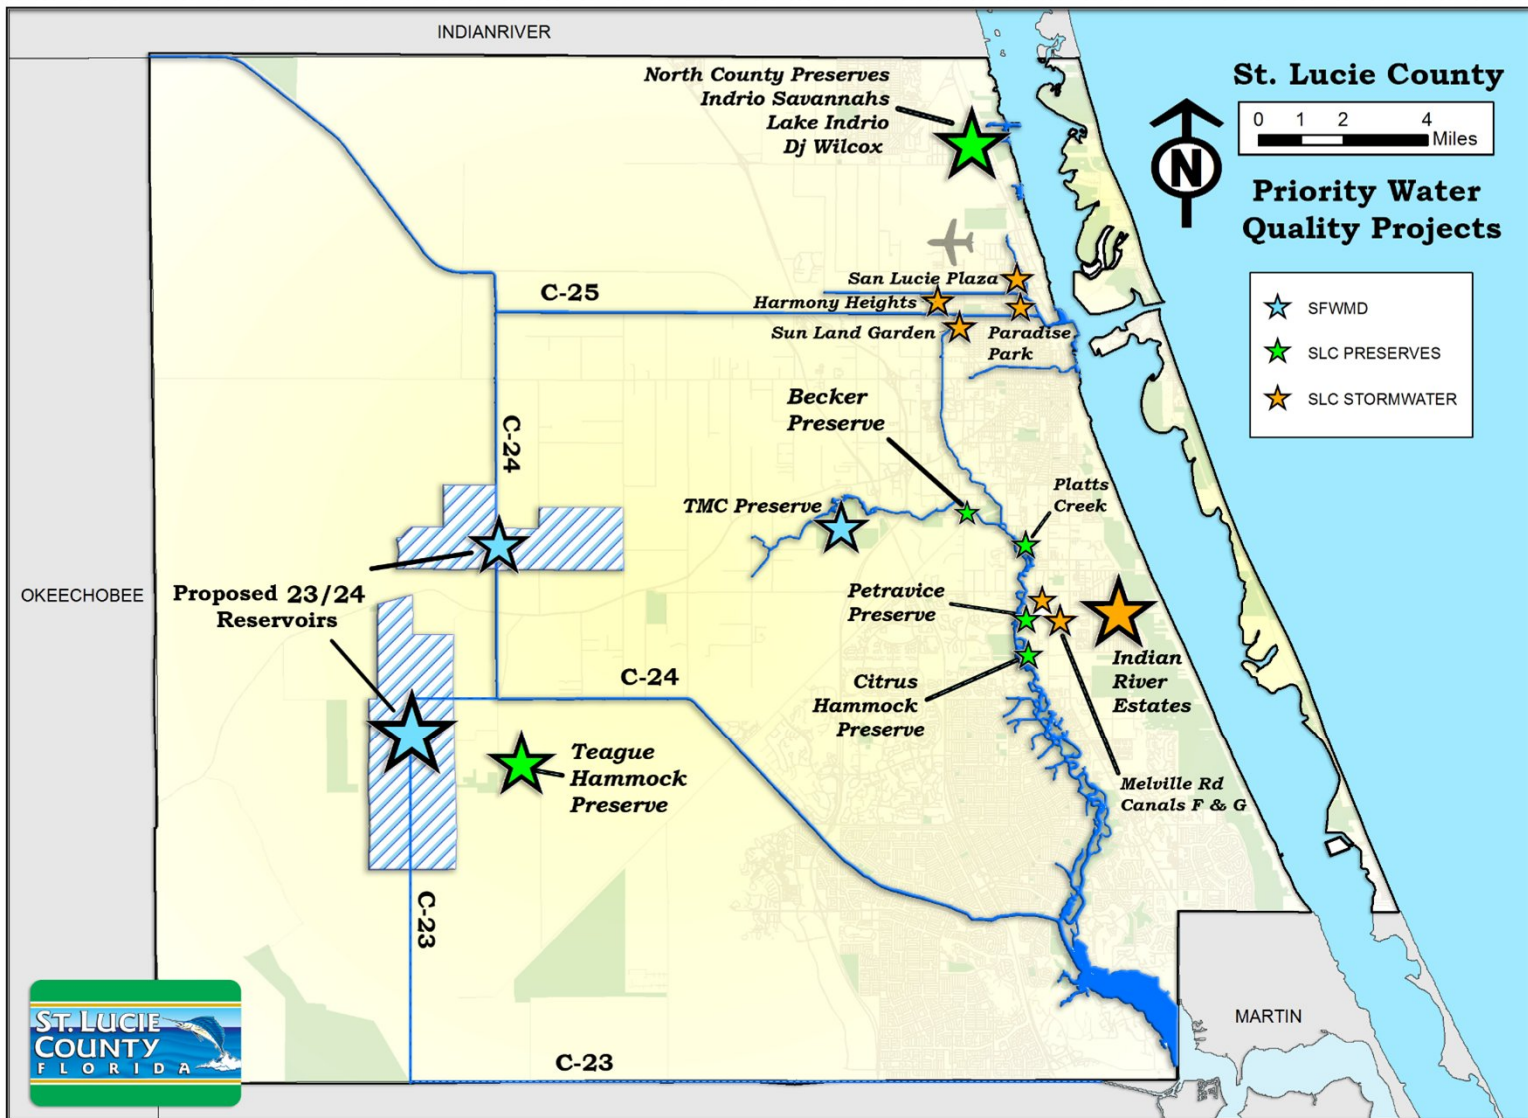 INDIANRIVER
North County Preserves
Indrio Savannahs
Lake Indrio
Dj Wilcox
St. Lucie County
0 1 2 4
Miles
N
Priority Water
Quality Projects
SFWMD
SLC PRESERVES
SLC STORMWATER
San Lucie Plaza
C-25
Harmony Heights
Sun Land Garden
Paradise
Park
Becker
Preserve
C-24
TMC Preserve
Platts
Creek
OKEECHOBEE
Proposed 23/24
Reservoirs
Petravice
Preserve
C-24
Citrus
Hammock
Preserve
Indian
River
Estates
Teague
Hammock
Preserve
Melville Rd
Canals F & G
C-23
ST. LUCIE
COUNTY
FLORIDA
C-23
MARTIN